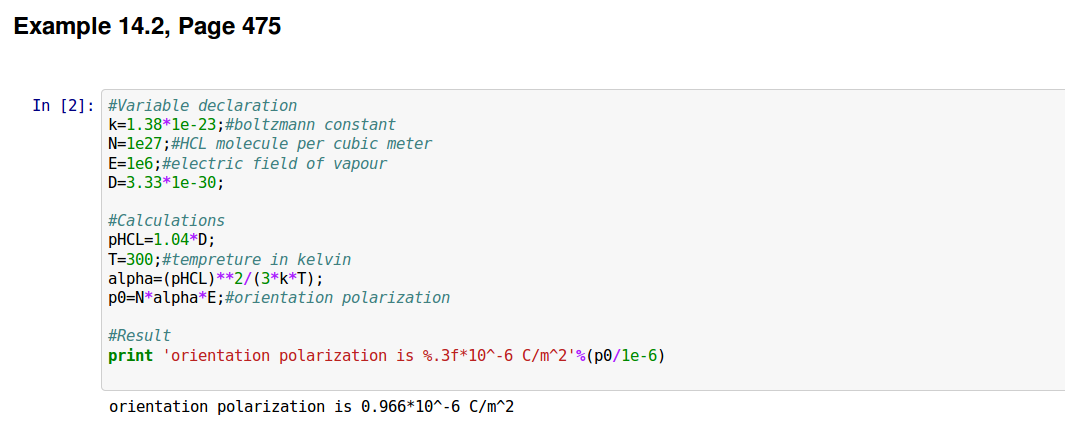 Example 14.2, Page 475
In [2]: #Variable declaration
k=1.38*1e-23;#boltzmann constant
N=1e27;#HCL molecule per cubic meter
E=1e6;#electric field of vapour
D=3.33*1e-30;
#Calculations
pHCL=1.04*D;
T=300;#tempreture in kelvin
alpha=(pHCL)**2/(3*k*T);
p0=N*alpha*E;#orientation polarization
#Result
print 'orientation polarization is %.3f*10^-6 C/m^2'%(p0/1e-6)
orientation polarization is 0.966*10^-6 C/m^2